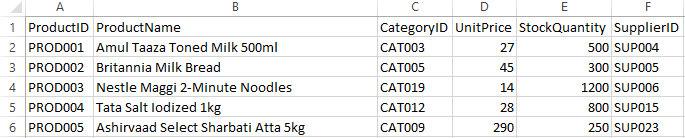 A B C D E F
1 ProductID ProductName CategoryID UnitPrice StockQuantity SupplierID
2 PROD001 Amul Taaza Toned Milk 500ml CAT003 27 500 SUP004
3 PROD002 Britannia Milk Bread CAT005 45 300 SUP005
4 PROD003 Nestle Maggi 2-Minute Noodles CAT019 14 1200 SUP006
5 PROD004 Tata Salt Iodized 1kg CAT012 28 800 SUP015
6 PROD005 Ashirvaad Select Sharbati Atta 5kg CAT009 290 250 SUP023